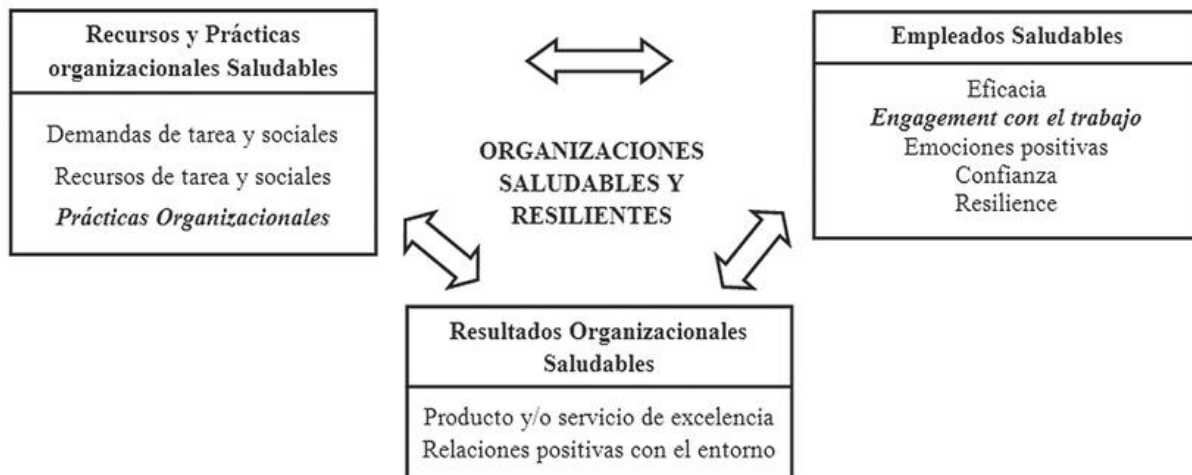 Recursos y Prácticas
organizacionales Saludables
Demandas de tarea y sociales
Recursos de tarea y sociales
Prácticas Organizacionales
ORGANIZACIONES
SALUDABLES Y
RESILIENTES
Empleados Saludables
Eficacia
Engagement con el trabajo
Emociones positivas
Confianza
Resilience
Resultados Organizacionales
Saludables
Producto y/o servicio de excelencia
Relaciones positivas con el entorno